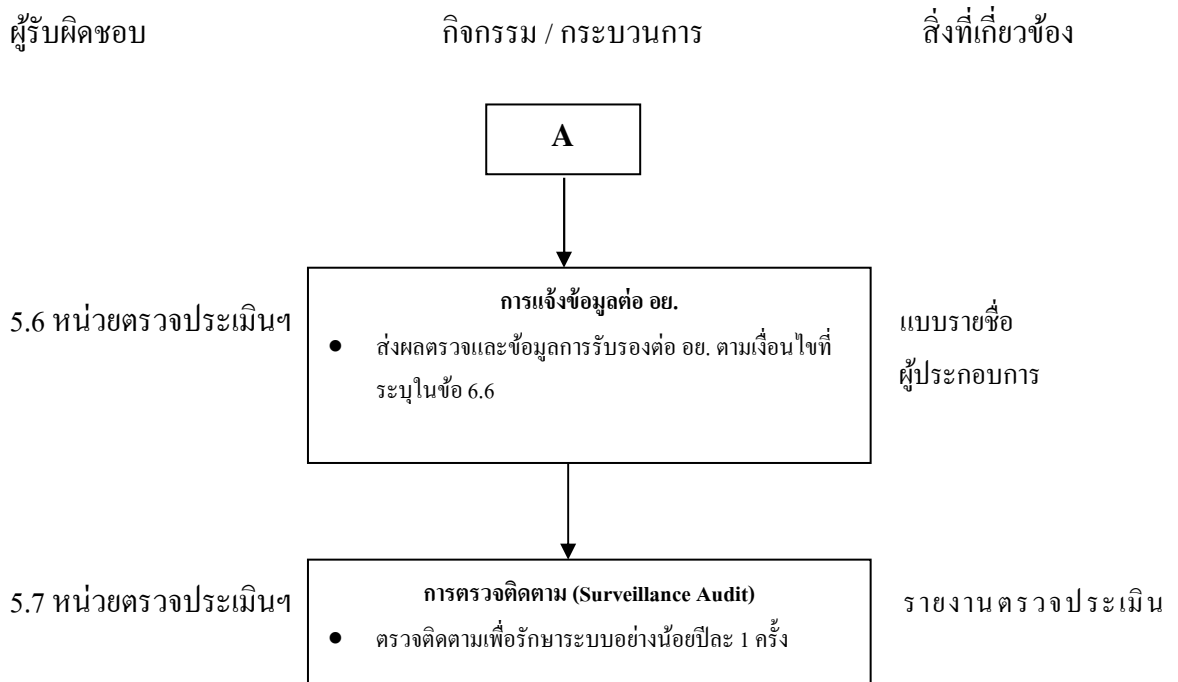 ผู้รับผิดชอบ กิจกรรม / กระบวนการ สิ่งที่เกี่ยวข้อง
A
การแจ้งข้อมูลต่อ อย.
5.6 หน่วยตรวจประเมินฯ
● ส่งผลตรวจและข้อมูลการรับรองต่อ อย. ตามเงื่อนไขที่
ระบุในข้อ 6.6
แบบรายชื่อ
ผู้ประกอบการ
5.7 หน่วยตรวจประเมินฯ
การตรวจติดตาม (Surveillance Audit)
● ตรวจติดตามเพื่อรักษาระบบอย่างน้อยปีละ 1 ครั้ง
รายงานตรวจประเมิน